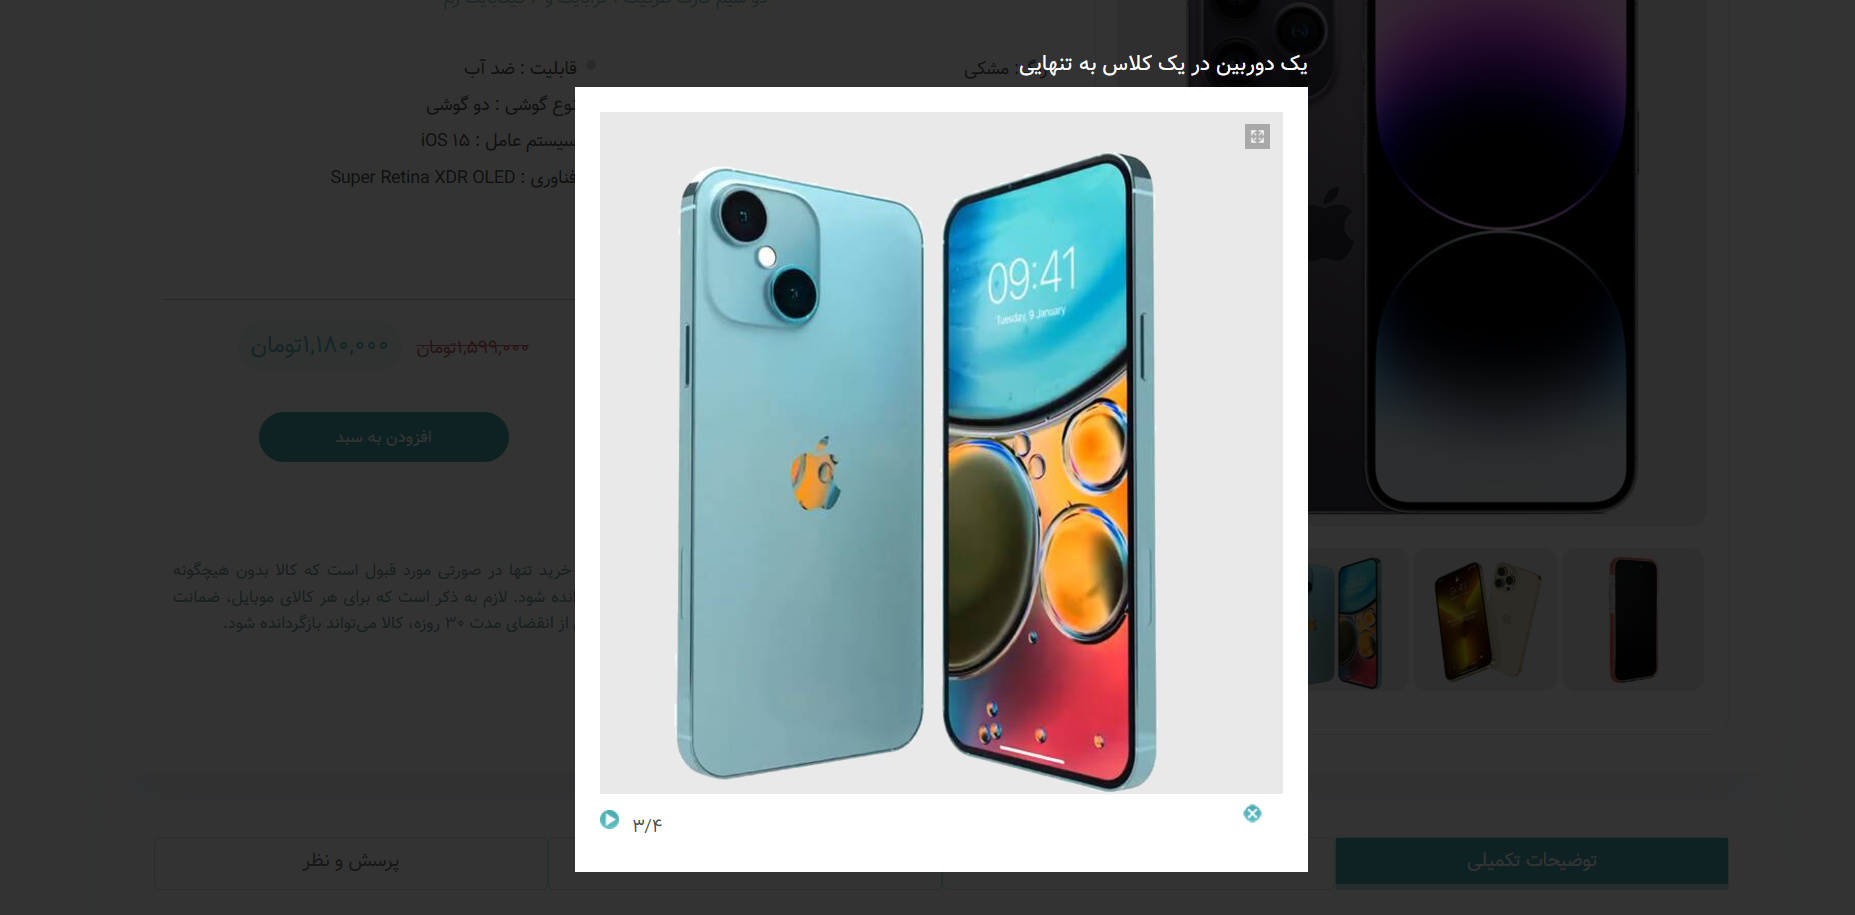 یک دوربین در یک کلاس به تنهایی
مشکی
قابلیت : ضد آب
نوع گوشی : دو گوشی
سیستم عامل : iOS ۱۵
فناوری : Super Retina XDR OLED
۱,۵۹۹,۰۰۰تومان
۱,۱۸۰,۰۰۰تومان
افزودن به سبد
خرید تنها در صورتی مورد قبول است که کالا بدون هیچگونه
شود. لازم به ذکر است که برای هر کالای موبایل، ضمانت
از انقضای مدت ۳۰ روزه، کالا می‌تواند بازگردانده شود.
09:41
Tuesday, 9 January
۳/۴
توضیحات تکمیلی
پرسش و نظر